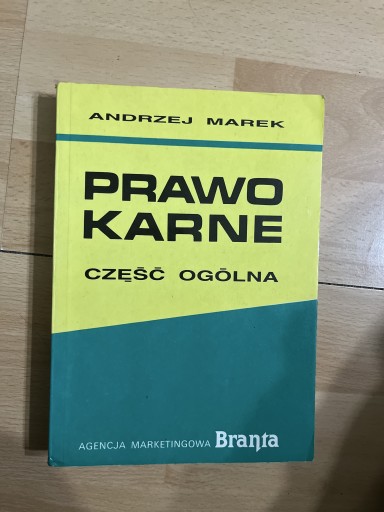 ANDRZEJ MAREK
PRAWO
KARNE
CZĘŚĆ OGÓLNA
AGENCJA MARKETINGOWA Branta